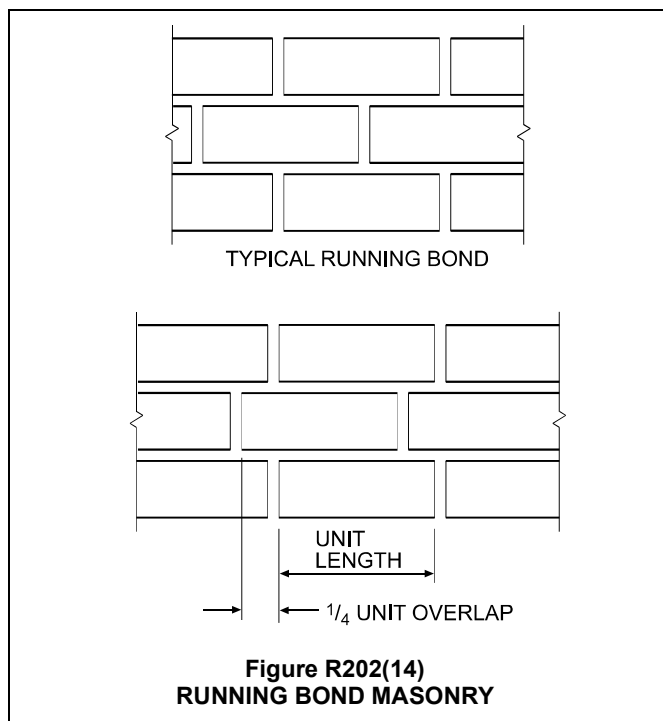 TYPICAL RUNNING BOND
UNIT
LENGTH
1/4 UNIT OVERLAP
Figure R202(14)
RUNNING BOND MASONRY